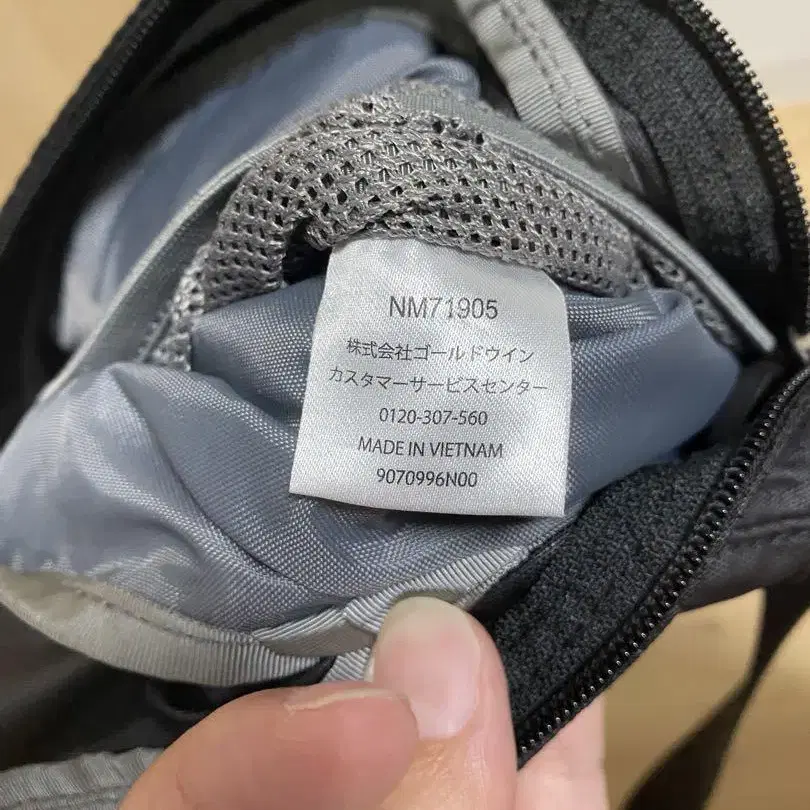 NM71905
株式会社ゴールドウイン
カスタマーサービスセンター
0120-307-560
MADE IN VIETNAM
9070996N00